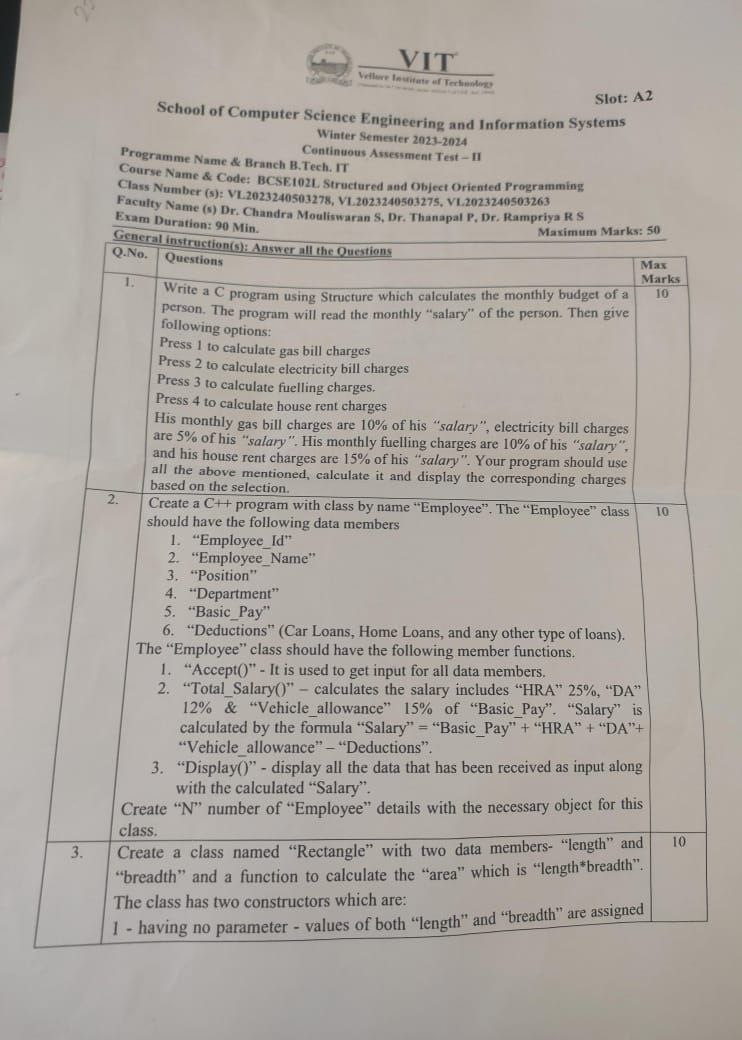 VIT
Vellore Institute of Technology
Slot: A2
School of Computer Science Engineering and Information Systems
Winter Semester 2023-2024
Continuous Assessment Test – II
Programme Name & Branch B.Tech. IT
Course Name & Code: BCSE102L Structured and Object Oriented Programming
Class Number (s): VL2023240503278, VL2023240503275, VL2023240503263
Faculty Name (s) Dr. Chandra Mouliswaran S, Dr. Thanapal P, Dr. Rampriya R S
Exam Duration: 90 Min. Maximum Marks: 50
General instruction(s): Answer all the Questions
Q.No. Questions Max
Marks
1. Write a C program using Structure which calculates the monthly budget of a 10
person. The program will read the monthly “salary” of the person. Then give
following options:
Press 1 to calculate gas bill charges
Press 2 to calculate electricity bill charges
Press 3 to calculate fuelling charges.
Press 4 to calculate house rent charges
His monthly gas bill charges are 10% of his “salary”, electricity bill charges
are 5% of his “salary”. His monthly fuelling charges are 10% of his “salary”,
and his house rent charges are 15% of his “salary”. Your program should use
all the above mentioned, calculate it and display the corresponding charges
based on the selection.
2. Create a C++ program with class by name “Employee”. The “Employee” class 10
should have the following data members
1. “Employee_Id”
2. “Employee_Name”
3. “Position”
4. “Department”
5. “Basic_Pay”
6. “Deductions” (Car Loans, Home Loans, and any other type of loans).
The “Employee” class should have the following member functions.
1. “Accept()” - It is used to get input for all data members.
2. “Total_Salary()” – calculates the salary includes “HRA” 25%, “DA”
12% & “Vehicle_allowance” 15% of “Basic_Pay”. “Salary” is
calculated by the formula “Salary” = “Basic_Pay” + “HRA” + “DA”+
“Vehicle_allowance” – “Deductions”.
3. “Display()” - display all the data that has been received as input along
with the calculated “Salary”.
Create “N” number of “Employee” details with the necessary object for this
class.
3. Create a class named “Rectangle” with two data members- “length” and 10
“breadth” and a function to calculate the “area” which is “length*breadth”.
The class has two constructors which are:
1 - having no parameter - values of both “length” and “breadth” are assigned